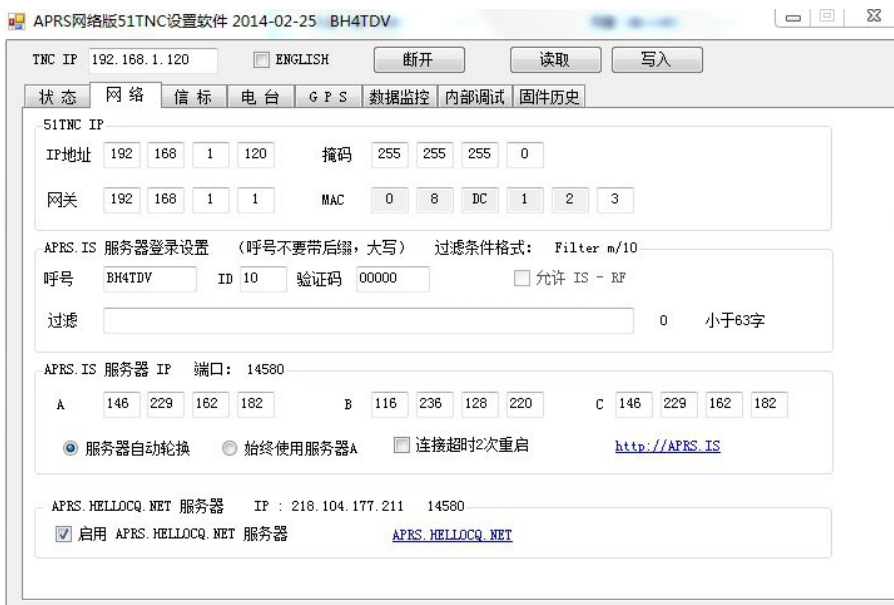 APRS网络版51TNC设置软件 2014-02-25 BH4TDV
TNC IP 192.168.1.120 ENGLISH 断开 读取 写入
状态 网络 信标 电台 GPS 数据监控 内部调试 固件历史
51TNC IP
IP地址 192 168 1 120 掩码 255 255 255 0
网关 192 168 1 1 MAC 0 8 DC 1 2 3
APRS.IS 服务器登录设置 (呼号不要带后缀,大写) 过滤条件格式: Filter m/10
呼号 BH4TDV ID 10 验证码 00000 允许 IS - RF
过滤 0 小于63字
APRS.IS 服务器 IP 端口: 14580
A 146 229 162 182 B 116 236 128 220 C 146 229 162 182
服务器自动轮换 始终使用服务器A 连接超时2次重启 http://APRS.IS
APRS.HELLOCQ.NET 服务器 IP : 218.104.177.211 14580
启用 APRS.HELLOCQ.NET 服务器 APRS.HELLOCQ.NET